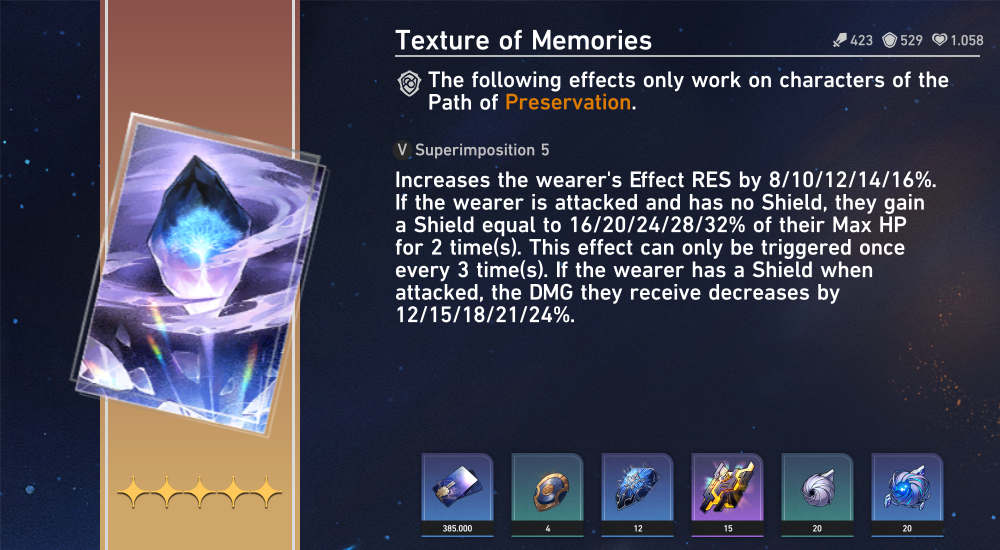 Texture of Memories
423 529 1.058
The following effects only work on characters of the
Path of Preservation.
V Superimposition 5
Increases the wearer's Effect RES by 8/10/12/14/16%.
If the wearer is attacked and has no Shield, they gain
a Shield equal to 16/20/24/28/32% of their Max HP
for 2 time(s). This effect can only be triggered once
every 3 time(s). If the wearer has a Shield when
attacked, the DMG they receive decreases by
12/15/18/21/24%.
385.000 4 12 15 20 20